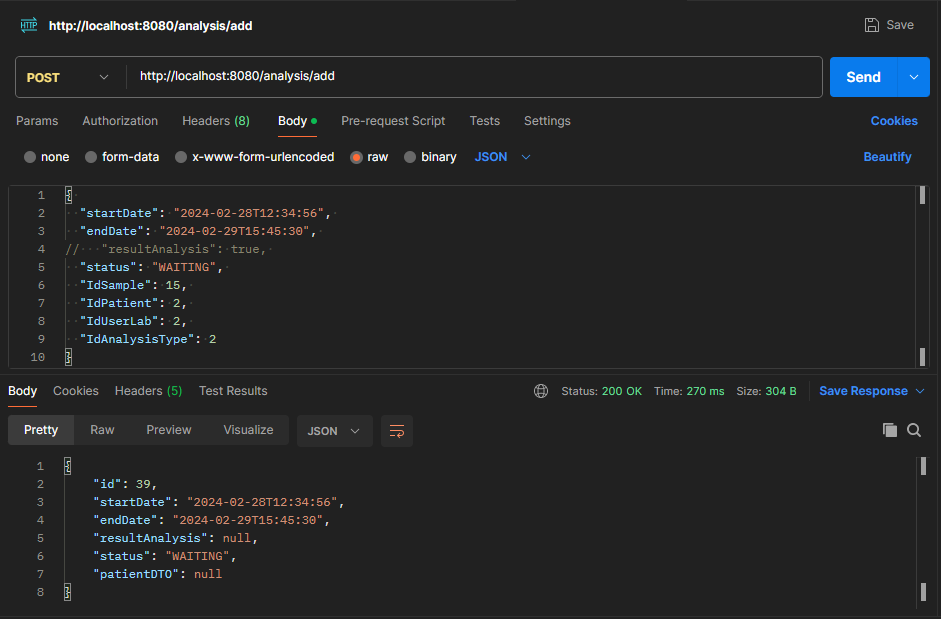 HTTP http://localhost:8080/analysis/add Save
POST http://localhost:8080/analysis/add Send
Params Authorization Headers (8) Body Pre-request Script Tests Settings Cookies
none form-data x-www-form-urlencoded raw binary JSON Beautify
1 {
2 "startDate": "2024-02-28T12:34:56",
3 "endDate": "2024-02-29T15:45:30",
4 // "resultAnalysis": true,
5 "status": "WAITING",
6 "IdSample": 15,
7 "IdPatient": 2,
8 "IdUserLab": 2,
9 "IdAnalysisType": 2
10 }
Body Cookies Headers (5) Test Results Status: 200 OK Time: 270 ms Size: 304 B Save Response
Pretty Raw Preview Visualize JSON
1 {
2 "id": 39,
3 "startDate": "2024-02-28T12:34:56",
4 "endDate": "2024-02-29T15:45:30",
5 "resultAnalysis": null,
6 "status": "WAITING",
7 "patientDTO": null
8 }